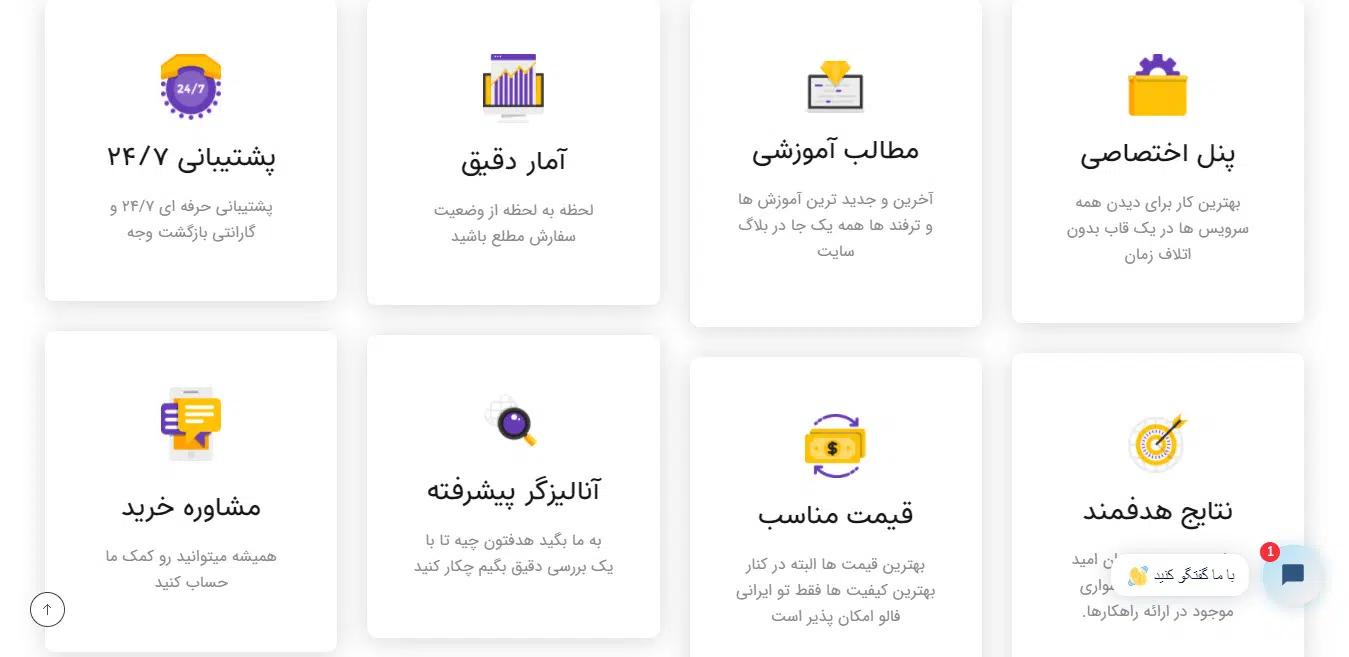 پنل اختصاصی
بهترین کار برای دیدن همه
سرویس ها در یک قاب بدون
اتلاف زمان
مطالب آموزشی
آخرین و جدید ترین آموزش ها
و ترفند ها همه یک جا در بلاگ
سایت
آمار دقیق
لحظه به لحظه از وضعیت
سفارش مطلع باشید
24/7
پشتیبانی ۲۴/۷
پشتیبانی حرفه ای ۲۴/۷ و
گارانتی بازگشت وجه
نتایج هدفمند
امید
موجود در ارائه راهکارها.
قیمت مناسب
بهترین قیمت ها البته در کنار
بهترین کیفیت ها فقط تو ایرانی
فالو امکان پذیر است
آنالیزگر پیشرفته
به ما بگید هدفتون چیه تا با
یک بررسی دقیق بگیم چکار کنید
مشاوره خرید
همیشه میتوانید رو کمک ما
حساب کنید
با ما گفتگو کنید 👋
1